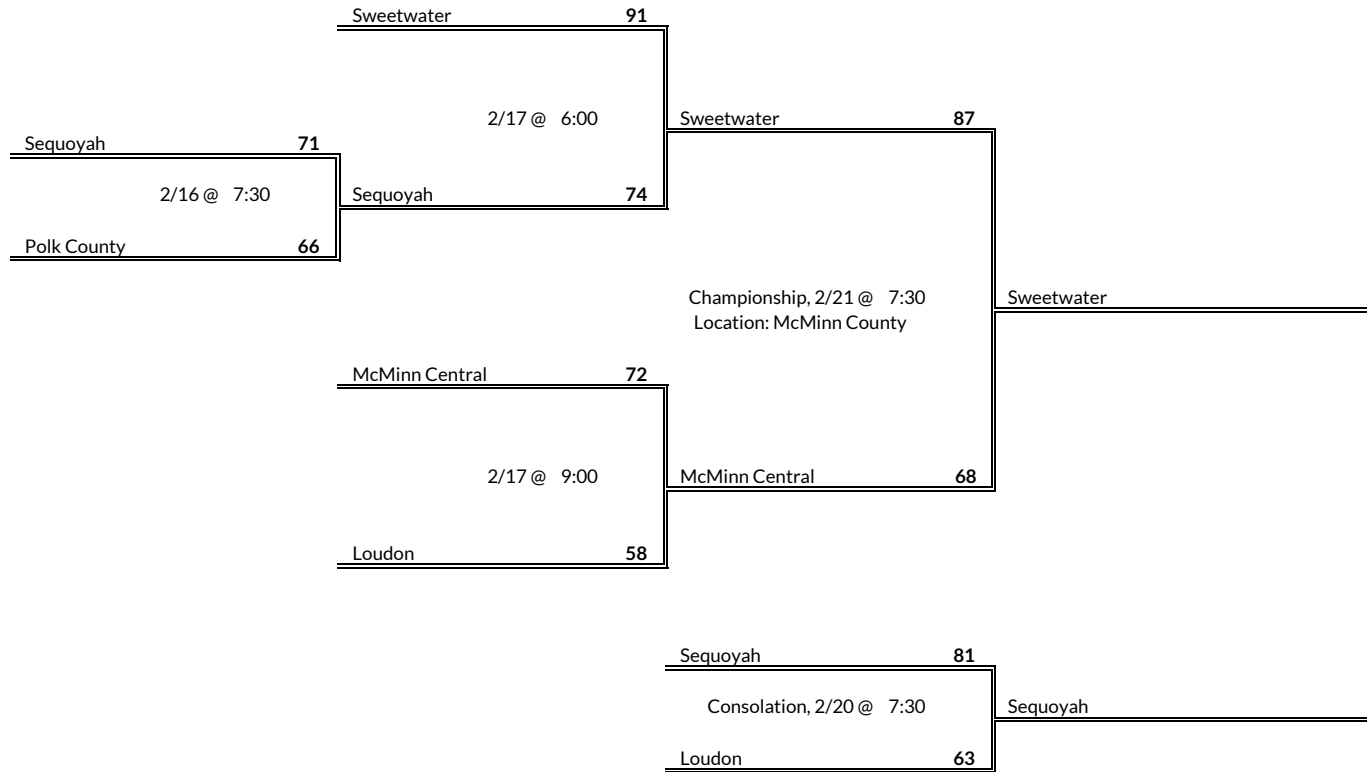 Sweetwater 91
2/17 @ 6:00
Sweetwater 87
Sequoyah 71
2/16 @ 7:30
Sequoyah 74
Polk County 66
Championship, 2/21 @ 7:30
Sweetwater
Location: McMinn County
McMinn Central 72
2/17 @ 9:00
McMinn Central 68
Loudon 58
Sequoyah 81
Consolation, 2/20 @ 7:30
Sequoyah
Loudon 63